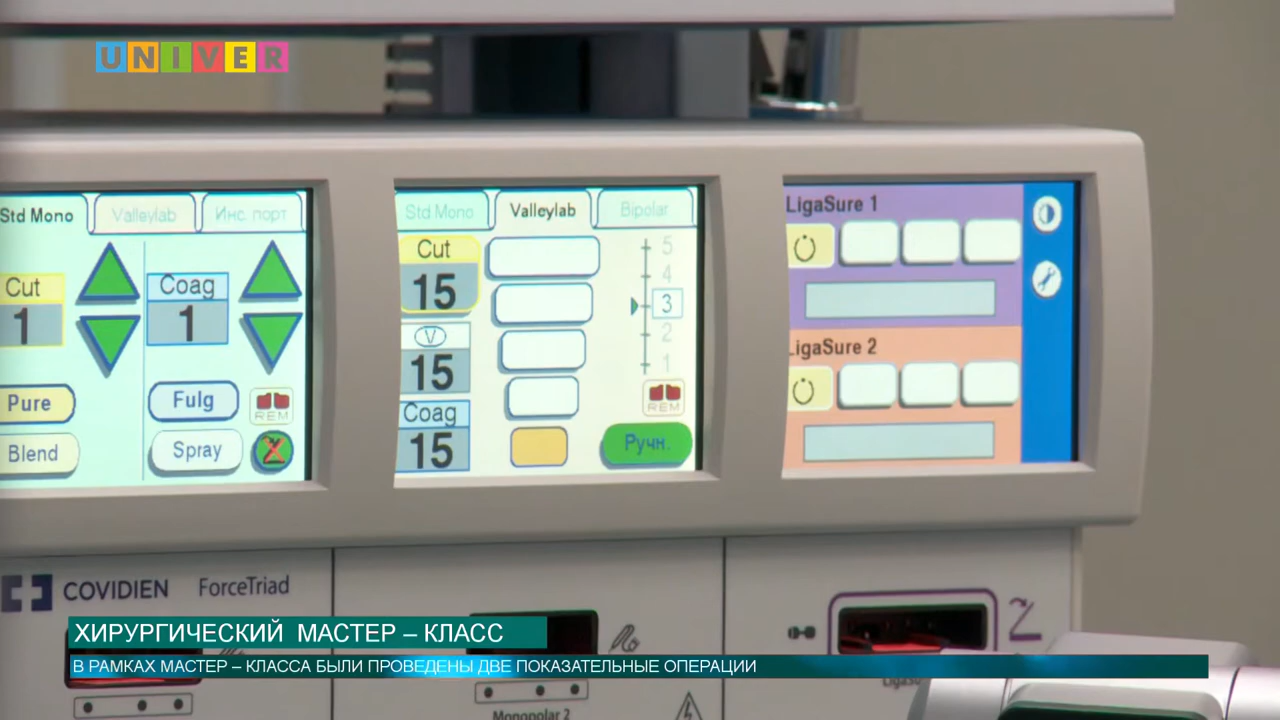 UNIVER
Std Mono
Valleylab
Инс. порт
Cut
1
Coag
1
Pure
Fulg
REM
Blend
Spray
Std Mono
Valleylab
Bipolar
Cut
15
V
15
Coag
15
5
4
3
2
1
REM
Ручн.
LigaSure 1
LigaSure 2
COVIDIEN ForceTriad
ХИРУРГИЧЕСКИЙ МАСТЕР – КЛАСС
В РАМКАХ МАСТЕР – КЛАССА БЫЛИ ПРОВЕДЕНЫ ДВЕ ПОКАЗАТЕЛЬНЫЕ ОПЕРАЦИИ
Monopolar 2